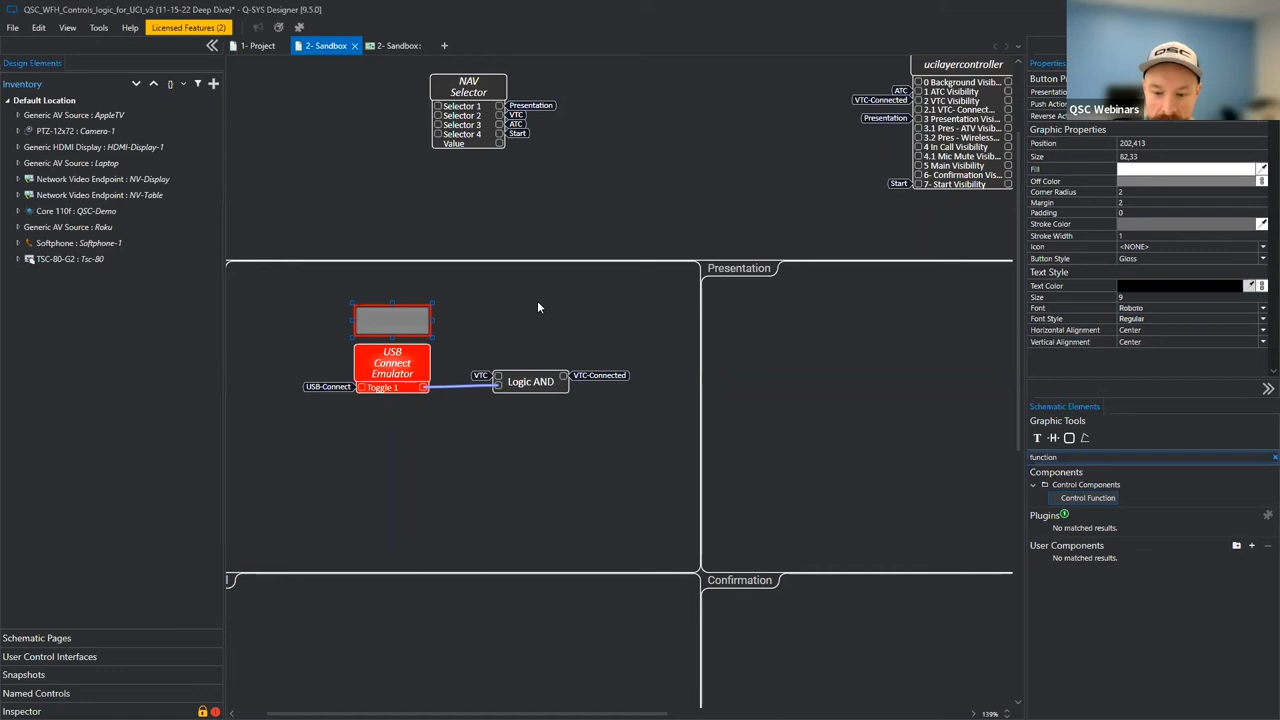 QSC_WFH_Controls_logic_for_UCI_v3 (11-15-22 Deep Dive)* - Q-SYS Designer [9.5.0]
File Edit View Tools Help Licensed Features (2)
1- Project 2- Sandbox 2- Sandbox:
Design Elements
Inventory
Default Location
Generic AV Source : AppleTV
PTZ-12x72 : Camera-1
Generic HDMI Display : HDMI-Display-1
Generic AV Source : Laptop
Network Video Endpoint : NV-Display
Network Video Endpoint : NV-Table
Core 110f : QSC-Demo
Generic AV Source : Roku
Softphone : Softphone-1
TSC-80-G2 : Tsc-80
Schematic Pages
User Control Interfaces
Snapshots
Named Controls
Inspector
NAV
Selector
Selector 1 Presentation
Selector 2 VTC
Selector 3 ATC
Selector 4 Start
Value
ucilayercontroller
0 Background Visib...
ATC 1 ATC Visibility
VTC-Connected 2 VTC Visibility
2.1 VTC- Connect...
Presentation 3 Presentation Visib...
3.1 Pres - ATV Visib...
3.2 Pres - Wireless...
4 In Call Visibility
4.1 Mic Mute Visib...
5 Main Visibility
6- Confirmation Vis...
Start 7- Start Visibility
Presentation
USB
Connect
Emulator
USB-Connect Toggle 1
VTC Logic AND VTC-Connected
Confirmation
139%
QSC
QSC Webinars
Properties
Button Pro
Presentation
Push Action
Reverse A
Graphic Properties
Position 202,413
Size 82,33
Fill
Off Color
Corner Radius 2
Margin 2
Padding 0
Stroke Color
Stroke Width 1
Icon <NONE>
Button Style Gloss
Text Style
Text Color
Size 9
Font Roboto
Font Style Regular
Horizontal Alignment Center
Vertical Alignment Center
Schematic Elements
Graphic Tools
function
Components
Control Components
Control Function
Plugins
No matched results.
User Components
No matched results.